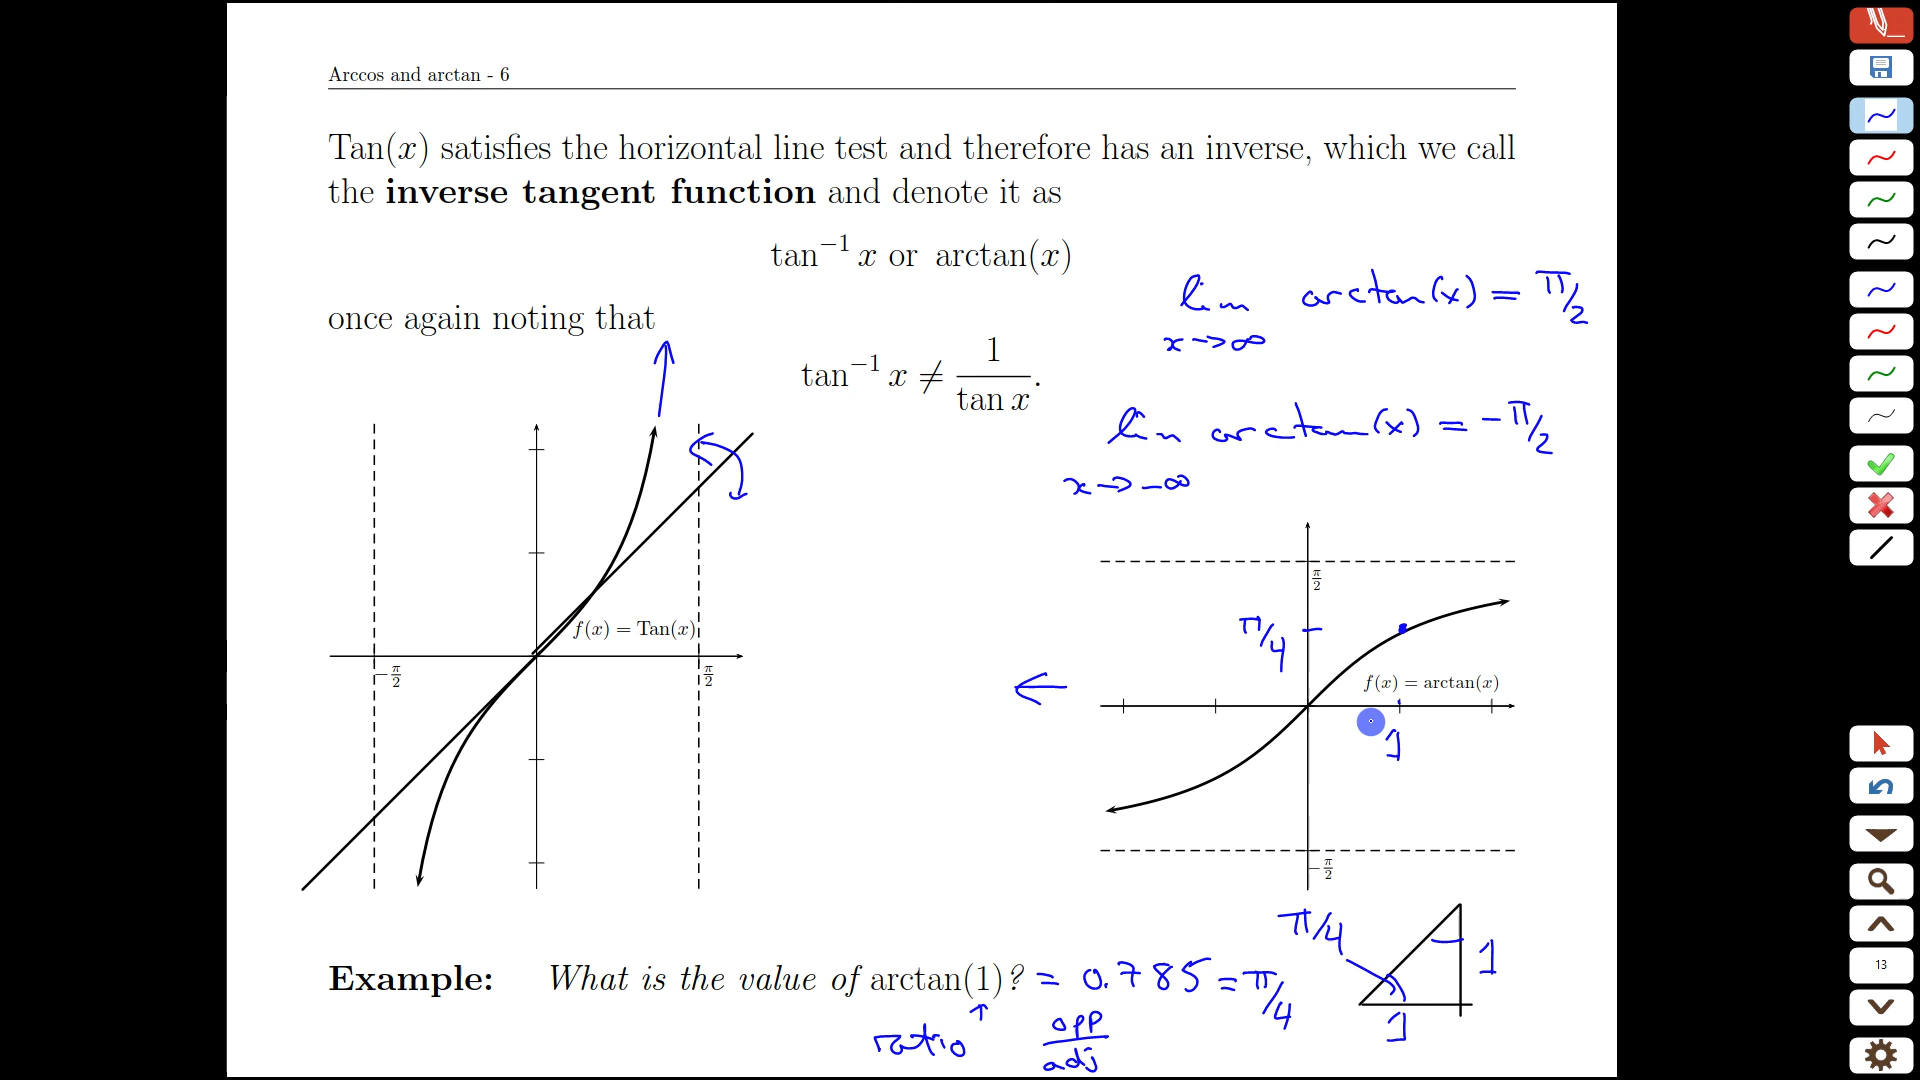 Arccos and arctan - 6
Tan(x) satisfies the horizontal line test and therefore has an inverse, which we call
the inverse tangent function and denote it as
tan⁻¹ x or arctan(x)
once again noting that
tan⁻¹ x ≠ 1/tan x.
lim x→∞ arctan(x) = π/2
lim x→-∞ arctan(x) = -π/2
f(x) = Tan(x)
-π/2
π/2
π/2
π/4
f(x) = arctan(x)
1
-π/2
π/4
1
1
Example: What is the value of arctan(1)? = 0.785 = π/4
ratio opp/adj
13